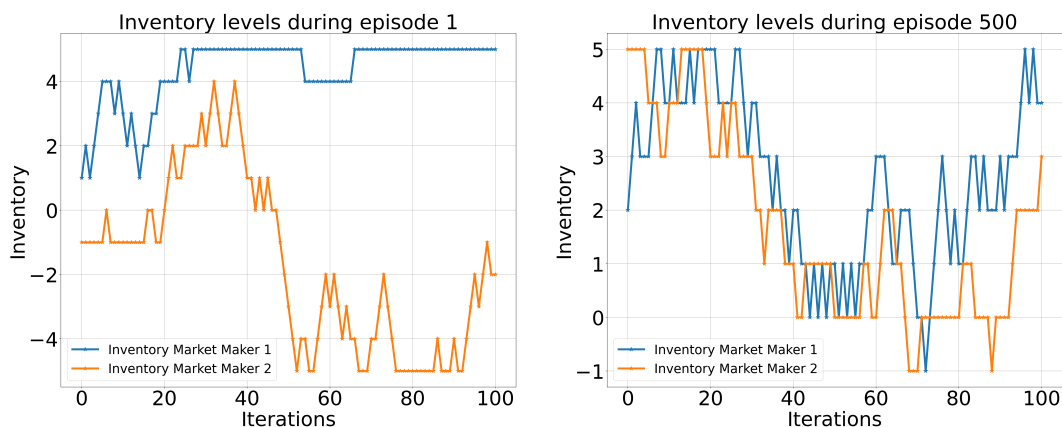 Inventory levels during episode 1
Inventory
4
2
0
−2
−4
Inventory Market Maker 1
Inventory Market Maker 2
0 20 40 60 80 100
Iterations
Inventory levels during episode 500
Inventory
5
4
3
2
1
0
−1
Inventory Market Maker 1
Inventory Market Maker 2
0 20 40 60 80 100
Iterations